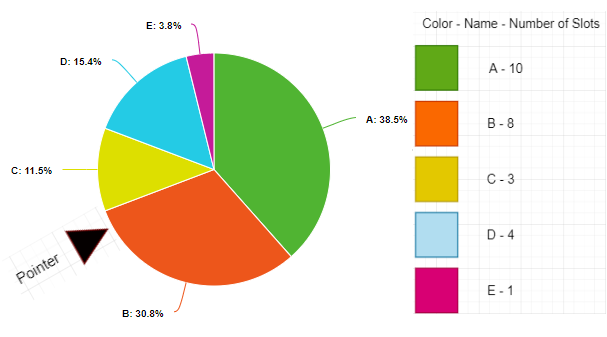 E: 3.8%
D: 15.4%
A: 38.5%
C: 11.5%
B: 30.8%
Pointer
Color - Name - Number of Slots
A - 10
B - 8
C - 3
D - 4
E - 1